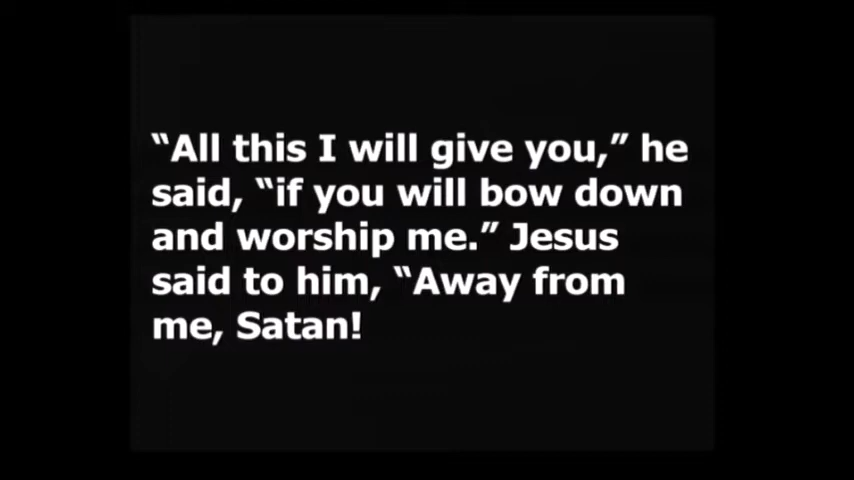 “All this I will give you,” he
said, “if you will bow down
and worship me.” Jesus
said to him, “Away from
me, Satan!